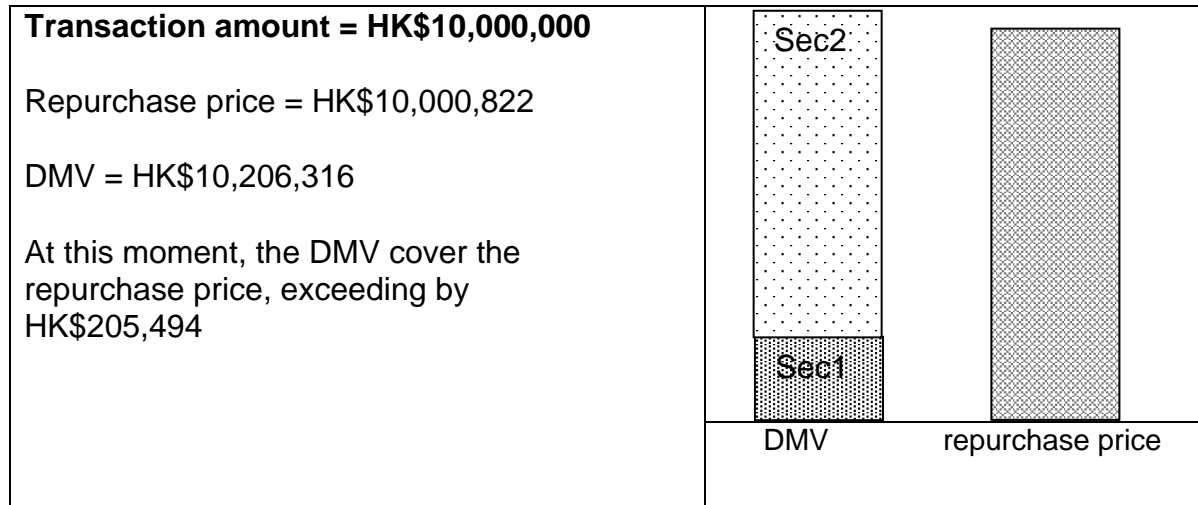 Transaction amount = HK$10,000,000
Repurchase price = HK$10,000,822
DMV = HK$10,206,316
At this moment, the DMV cover the
repurchase price, exceeding by
HK$205,494
Sec2
Sec1
DMV
repurchase price